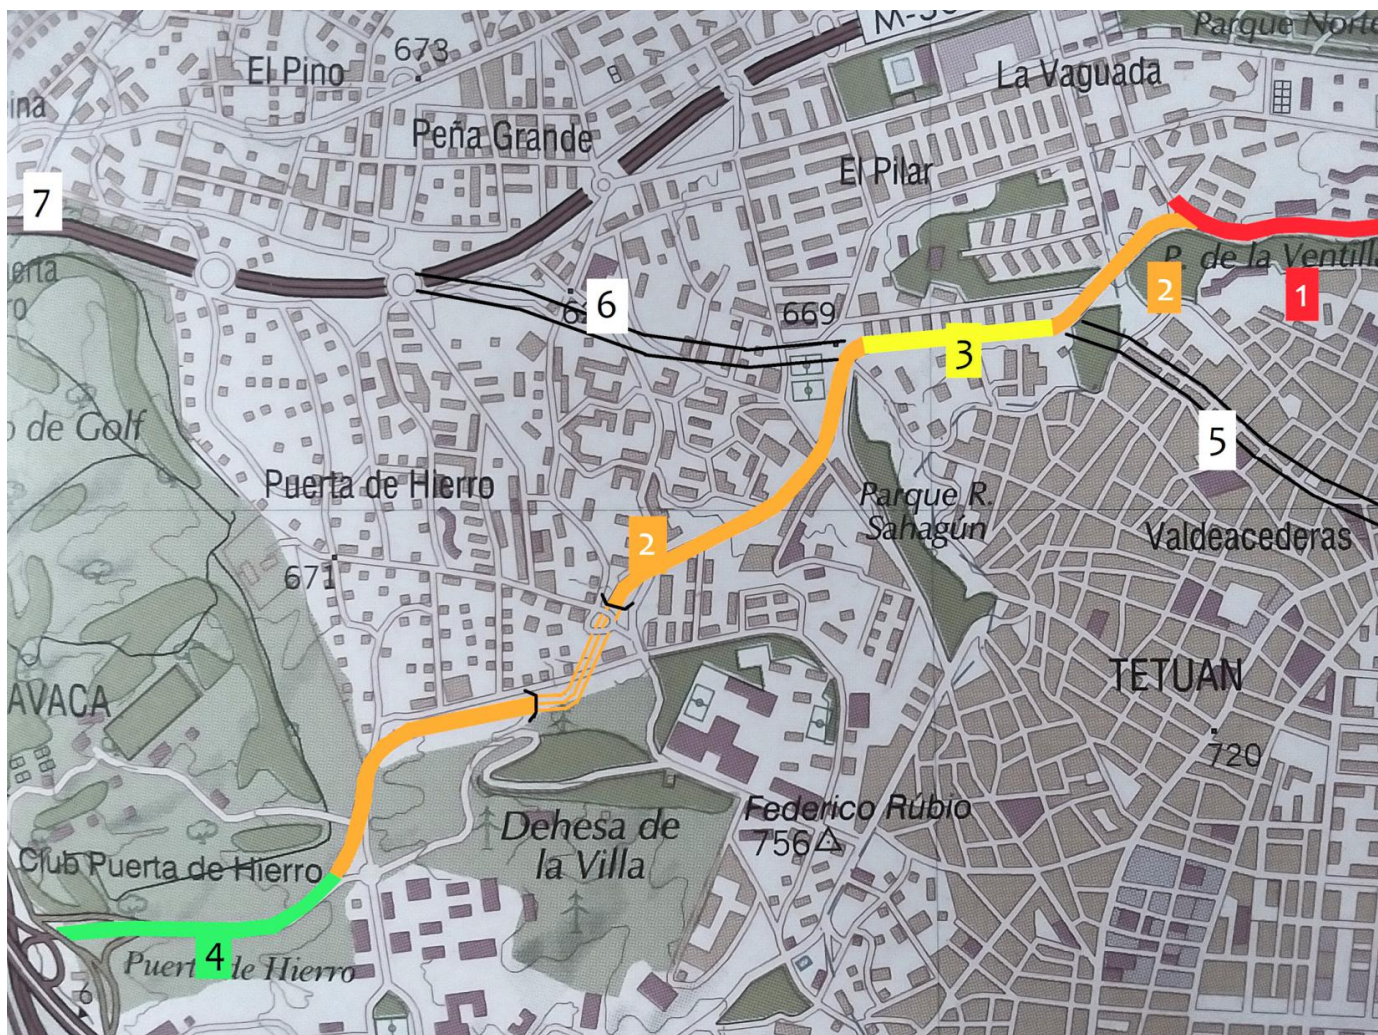 M-30
Parque Norte
673
El Pino
La Vaguada
ina
Peña Grande
El Pilar
7
1
2
P. de la Ventilla
6
669
3
o de Golf
5
Puerta de Hierro
Parque R.
Sahagún
Valdeacederas
2
671
TETUAN
AVACA
720
Federico Rúbio
756
Dehesa de
la Villa
Club Puerta de Hierro
4
Puerta de Hierro